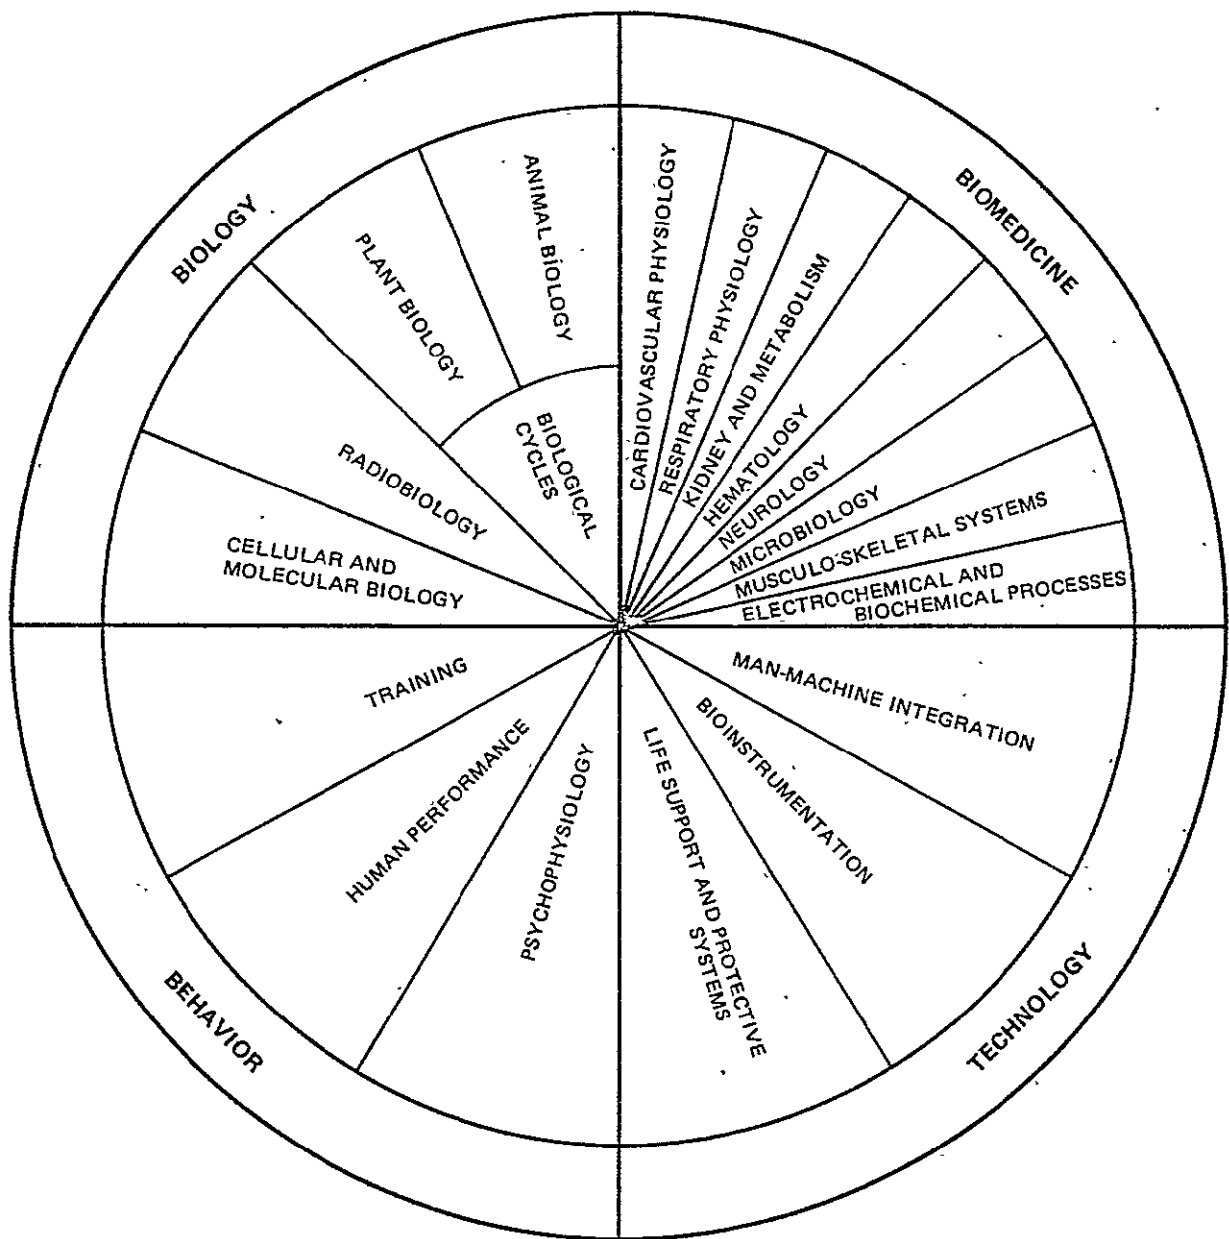 BIOLOGY
ANIMAL BIOLOGY
PLANT BIOLOGY
BIOLOGICAL
CYCLES
RADIOBIOLOGY
CELLULAR AND
MOLECULAR BIOLOGY
BIOMEDICINE
CARDIOVASCULAR PHYSIOLOGY
RESPIRATORY PHYSIOLOGY
KIDNEY AND METABOLISM
HEMATOLOGY
NEUROLOGY
MICROBIOLOGY
MUSCULO-SKELETAL SYSTEMS
ELECTROCHEMICAL AND
BIOCHEMICAL PROCESSES
TECHNOLOGY
MAN-MACHINE INTEGRATION
BIOINSTRUMENTATION
LIFE SUPPORT AND PROTECTIVE
SYSTEMS
BEHAVIOR
PSYCHOPHYSIOLOGY
HUMAN PERFORMANCE
TRAINING